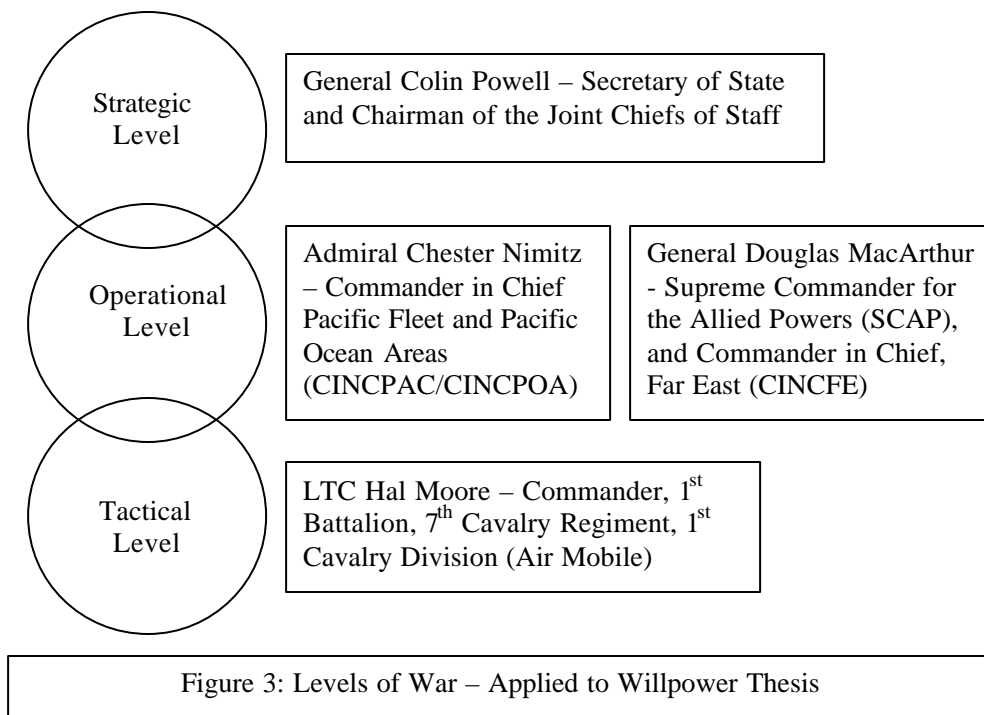 Strategic
Level
General Colin Powell – Secretary of State
and Chairman of the Joint Chiefs of Staff
Operational
Level
Admiral Chester Nimitz
– Commander in Chief
Pacific Fleet and Pacific
Ocean Areas
(CINCPAC/CINCPOA)
General Douglas MacArthur
- Supreme Commander for
the Allied Powers (SCAP),
and Commander in Chief,
Far East (CINCFE)
Tactical
Level
LTC Hal Moore – Commander, 1st
Battalion, 7th Cavalry Regiment, 1st
Cavalry Division (Air Mobile)
Figure 3: Levels of War – Applied to Willpower Thesis